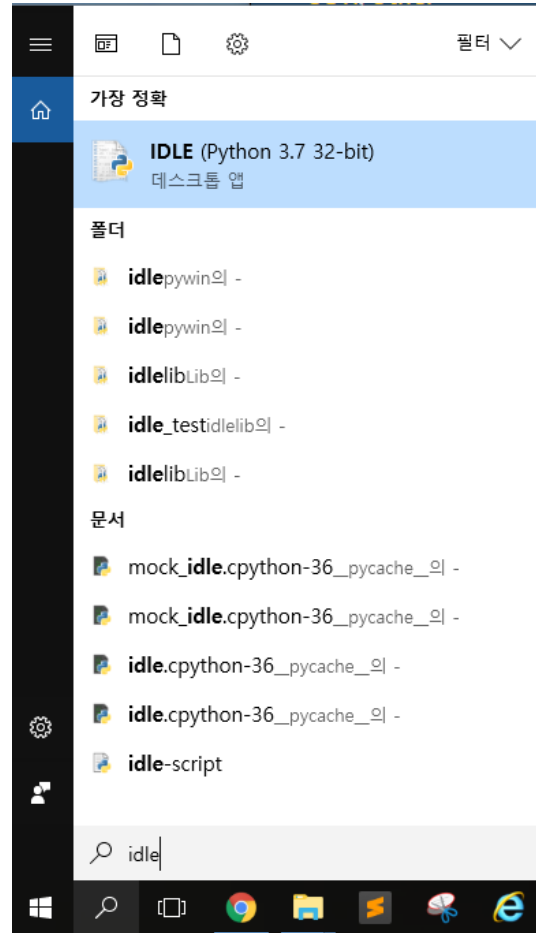 필터
가장 정확
IDLE (Python 3.7 32-bit)
데스크톱 앱
폴더
idlepywin의 -
idlepywin의 -
idlelibLib의 -
idle_testidlelib의 -
idlelibLib의 -
문서
mock_idle.cpython-36__pycache__의 -
mock_idle.cpython-36__pycache__의 -
idle.cpython-36__pycache__의 -
idle.cpython-36__pycache__의 -
idle-script
idle